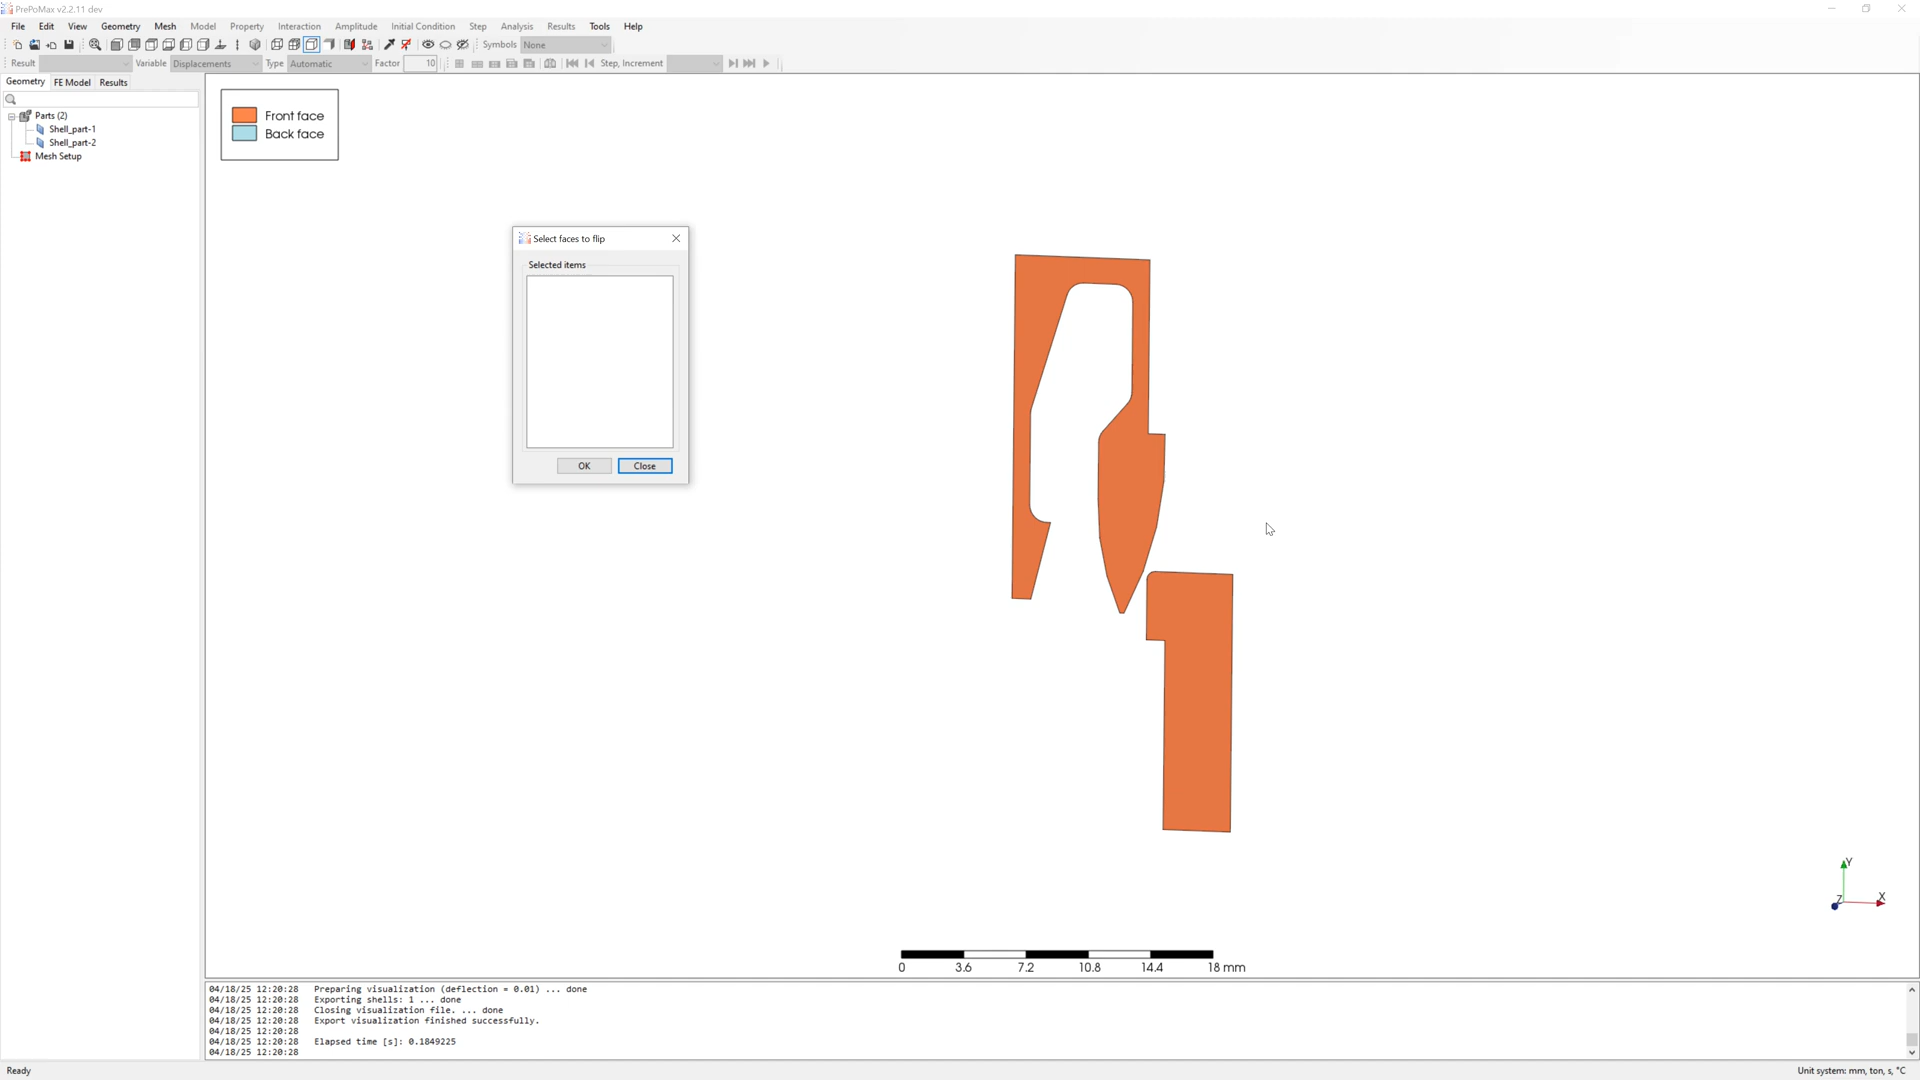 PrePoMax v2.2.11 dev
File Edit View Geometry Mesh Model Property Interaction Amplitude Initial Condition Step Analysis Results Tools Help
Symbols None
Result Variable Displacements Type Automatic Factor 10 Step, Increment
Geometry FE Model Results
Parts (2)
Shell_part-1
Shell_part-2
Mesh Setup
Front face
Back face
Select faces to flip
Selected items
OK Close
Y
Z X
0 3.6 7.2 10.8 14.4 18 mm
04/18/25 12:20:28 Preparing visualization (deflection = 0.01) ... done
04/18/25 12:20:28 Exporting shells: 1 ... done
04/18/25 12:20:28 Closing visualization file. ... done
04/18/25 12:20:28 Export visualization finished successfully.
04/18/25 12:20:28
04/18/25 12:20:28 Elapsed time [s]: 0.1849225
04/18/25 12:20:28
Ready Unit system: mm, ton, s, °C